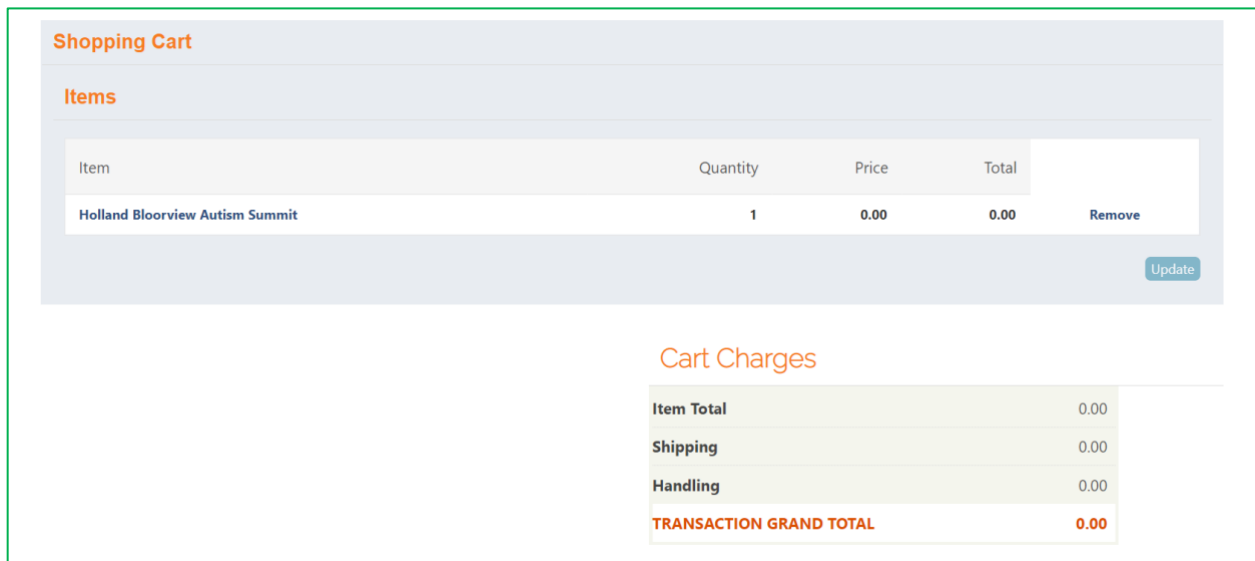 Shopping Cart
Items
Item Quantity Price Total
Holland Bloorview Autism Summit 1 0.00 0.00 Remove
Update
Cart Charges
Item Total 0.00
Shipping 0.00
Handling 0.00
TRANSACTION GRAND TOTAL 0.00